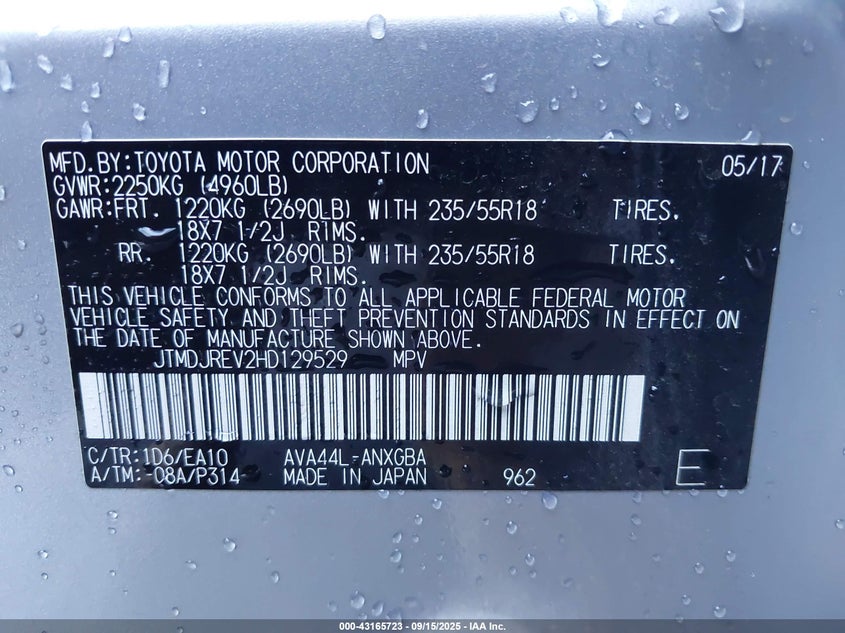 MFD.BY:TOYOTA MOTOR CORPORATION 05/17
GVWR:2250KG (4960LB)
GAWR:FRT. 1220KG (2690LB) WITH 235/55R18 TIRES.
18X7 1/2J RIMS.
RR. 1220KG (2690LB) WITH 235/55R18 TIRES.
18X7 1/2J RIMS.
THIS VEHICLE CONFORMS TO ALL APPLICABLE FEDERAL MOTOR
VEHICLE SAFETY AND THEFT PREVENTION STANDARDS IN EFFECT ON
THE DATE OF MANUFACTURE SHOWN ABOVE.
JTMDJREV2HD129529 MPV
C/TR:1D6/EA10 AVA44L-ANXGBA
A/TM:-08A/P314 MADE IN JAPAN 962 E
000-43165723 - 09/15/2025 - IAA Inc.